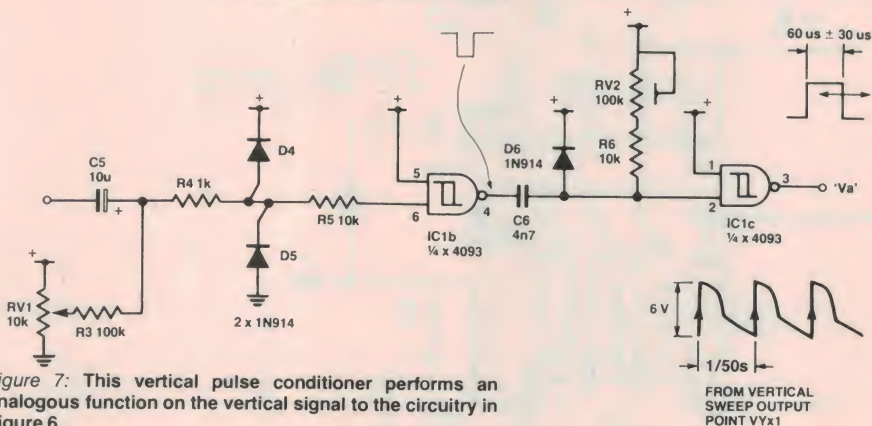 60 us ± 30 us
+
+
RV2
100k
+
D6
1N914
R6
10k
+
C5
10u
+
D4
R4 1k
+
5
6
R5 10k
4
IC1b
¼ x 4093
C6
4n7
+
1
2
3
'Va'
IC1c
¼ x 4093
+
RV1
10k
R3 100k
D5
2 x 1N914
6 V
1/50s
FROM VERTICAL
SWEEP OUTPUT
POINT VYx1
igure 7: This vertical pulse conditioner performs an
nalogous function on the vertical signal to the circuitry in
igure 6